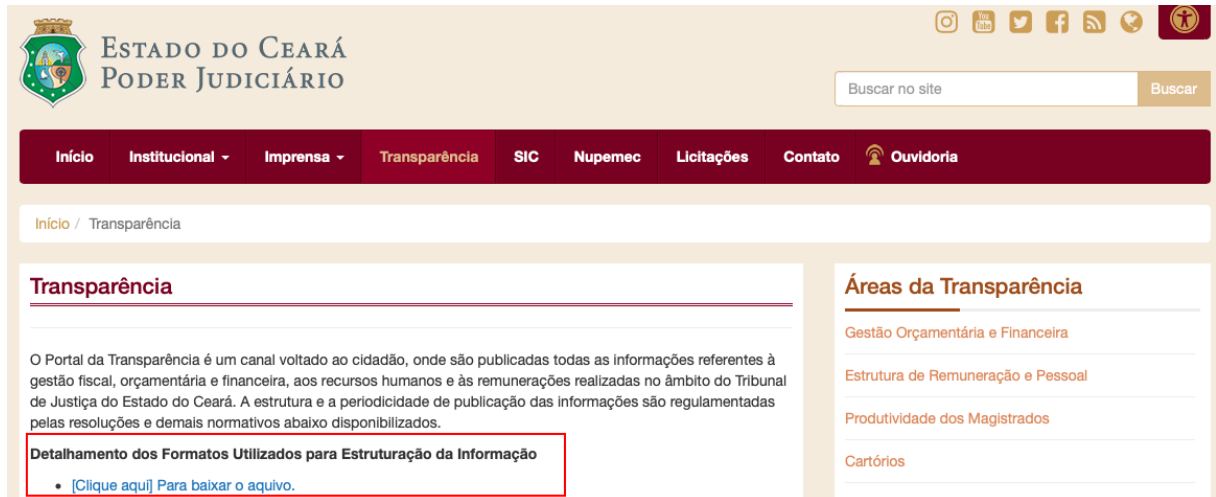 ESTADO DO CEARÁ
PODER JUDICIÁRIO
You
Tube
Buscar no site
Buscar
Início Institucional Imprensa Transparência SIC Nupemec Licitações Contato Ouvidoria
Início / Transparência
Transparência
O Portal da Transparência é um canal voltado ao cidadão, onde são publicadas todas as informações referentes à
gestão fiscal, orçamentária e financeira, aos recursos humanos e às remunerações realizadas no âmbito do Tribunal
de Justiça do Estado do Ceará. A estrutura e a periodicidade de publicação das informações são regulamentadas
pelas resoluções e demais normativos abaixo disponibilizados.
Detalhamento dos Formatos Utilizados para Estruturação da Informação
• [Clique aqui] Para baixar o aquivo.
Áreas da Transparência
Gestão Orçamentária e Financeira
Estrutura de Remuneração e Pessoal
Produtividade dos Magistrados
Cartórios